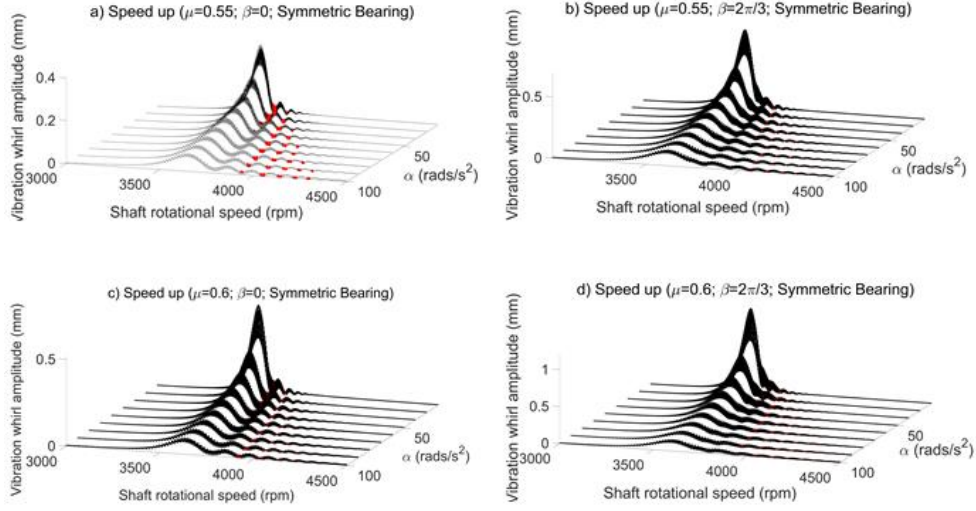 a) Speed up (μ=0.55; β=0; Symmetric Bearing)
Vibration whirl amplitude (mm)
0.4
0.2
0
3000
3500
4000
4500
Shaft rotational speed (rpm)
50
100
α (rads/s²)
b) Speed up (μ=0.55; β=2π/3; Symmetric Bearing)
Vibration whirl amplitude (mm)
0.5
0
3000
3500
4000
4500
Shaft rotational speed (rpm)
50
100
α (rads/s²)
c) Speed up (μ=0.6; β=0; Symmetric Bearing)
Vibration whirl amplitude (mm)
0.5
0
3000
3500
4000
4500
Shaft rotational speed (rpm)
50
100
α (rads/s²)
d) Speed up (μ=0.6; β=2π/3; Symmetric Bearing)
Vibration whirl amplitude (mm)
1
0.5
0
3000
3500
4000
4500
Shaft rotational speed (rpm)
50
100
α (rads/s²)